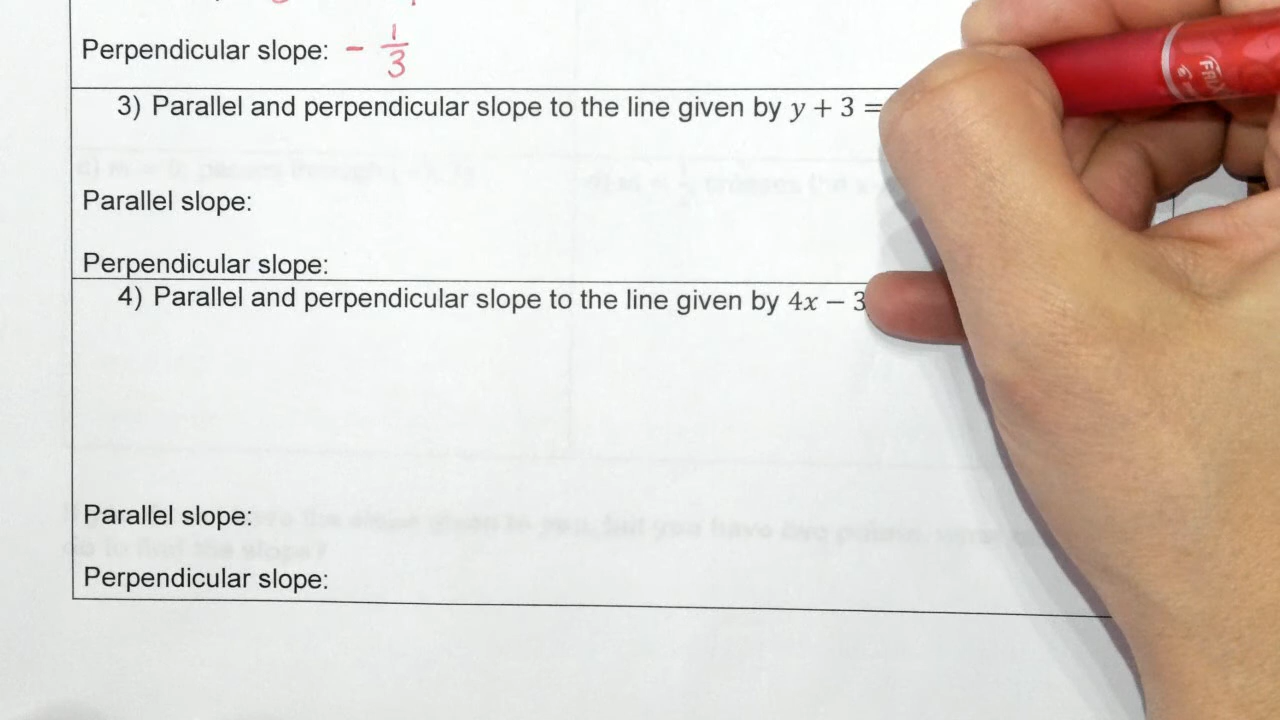 Perpendicular slope: - 1/3
3) Parallel and perpendicular slope to the line given by y + 3 =
Parallel slope:
Perpendicular slope:
4) Parallel and perpendicular slope to the line given by 4x − 3
Parallel slope:
Perpendicular slope: